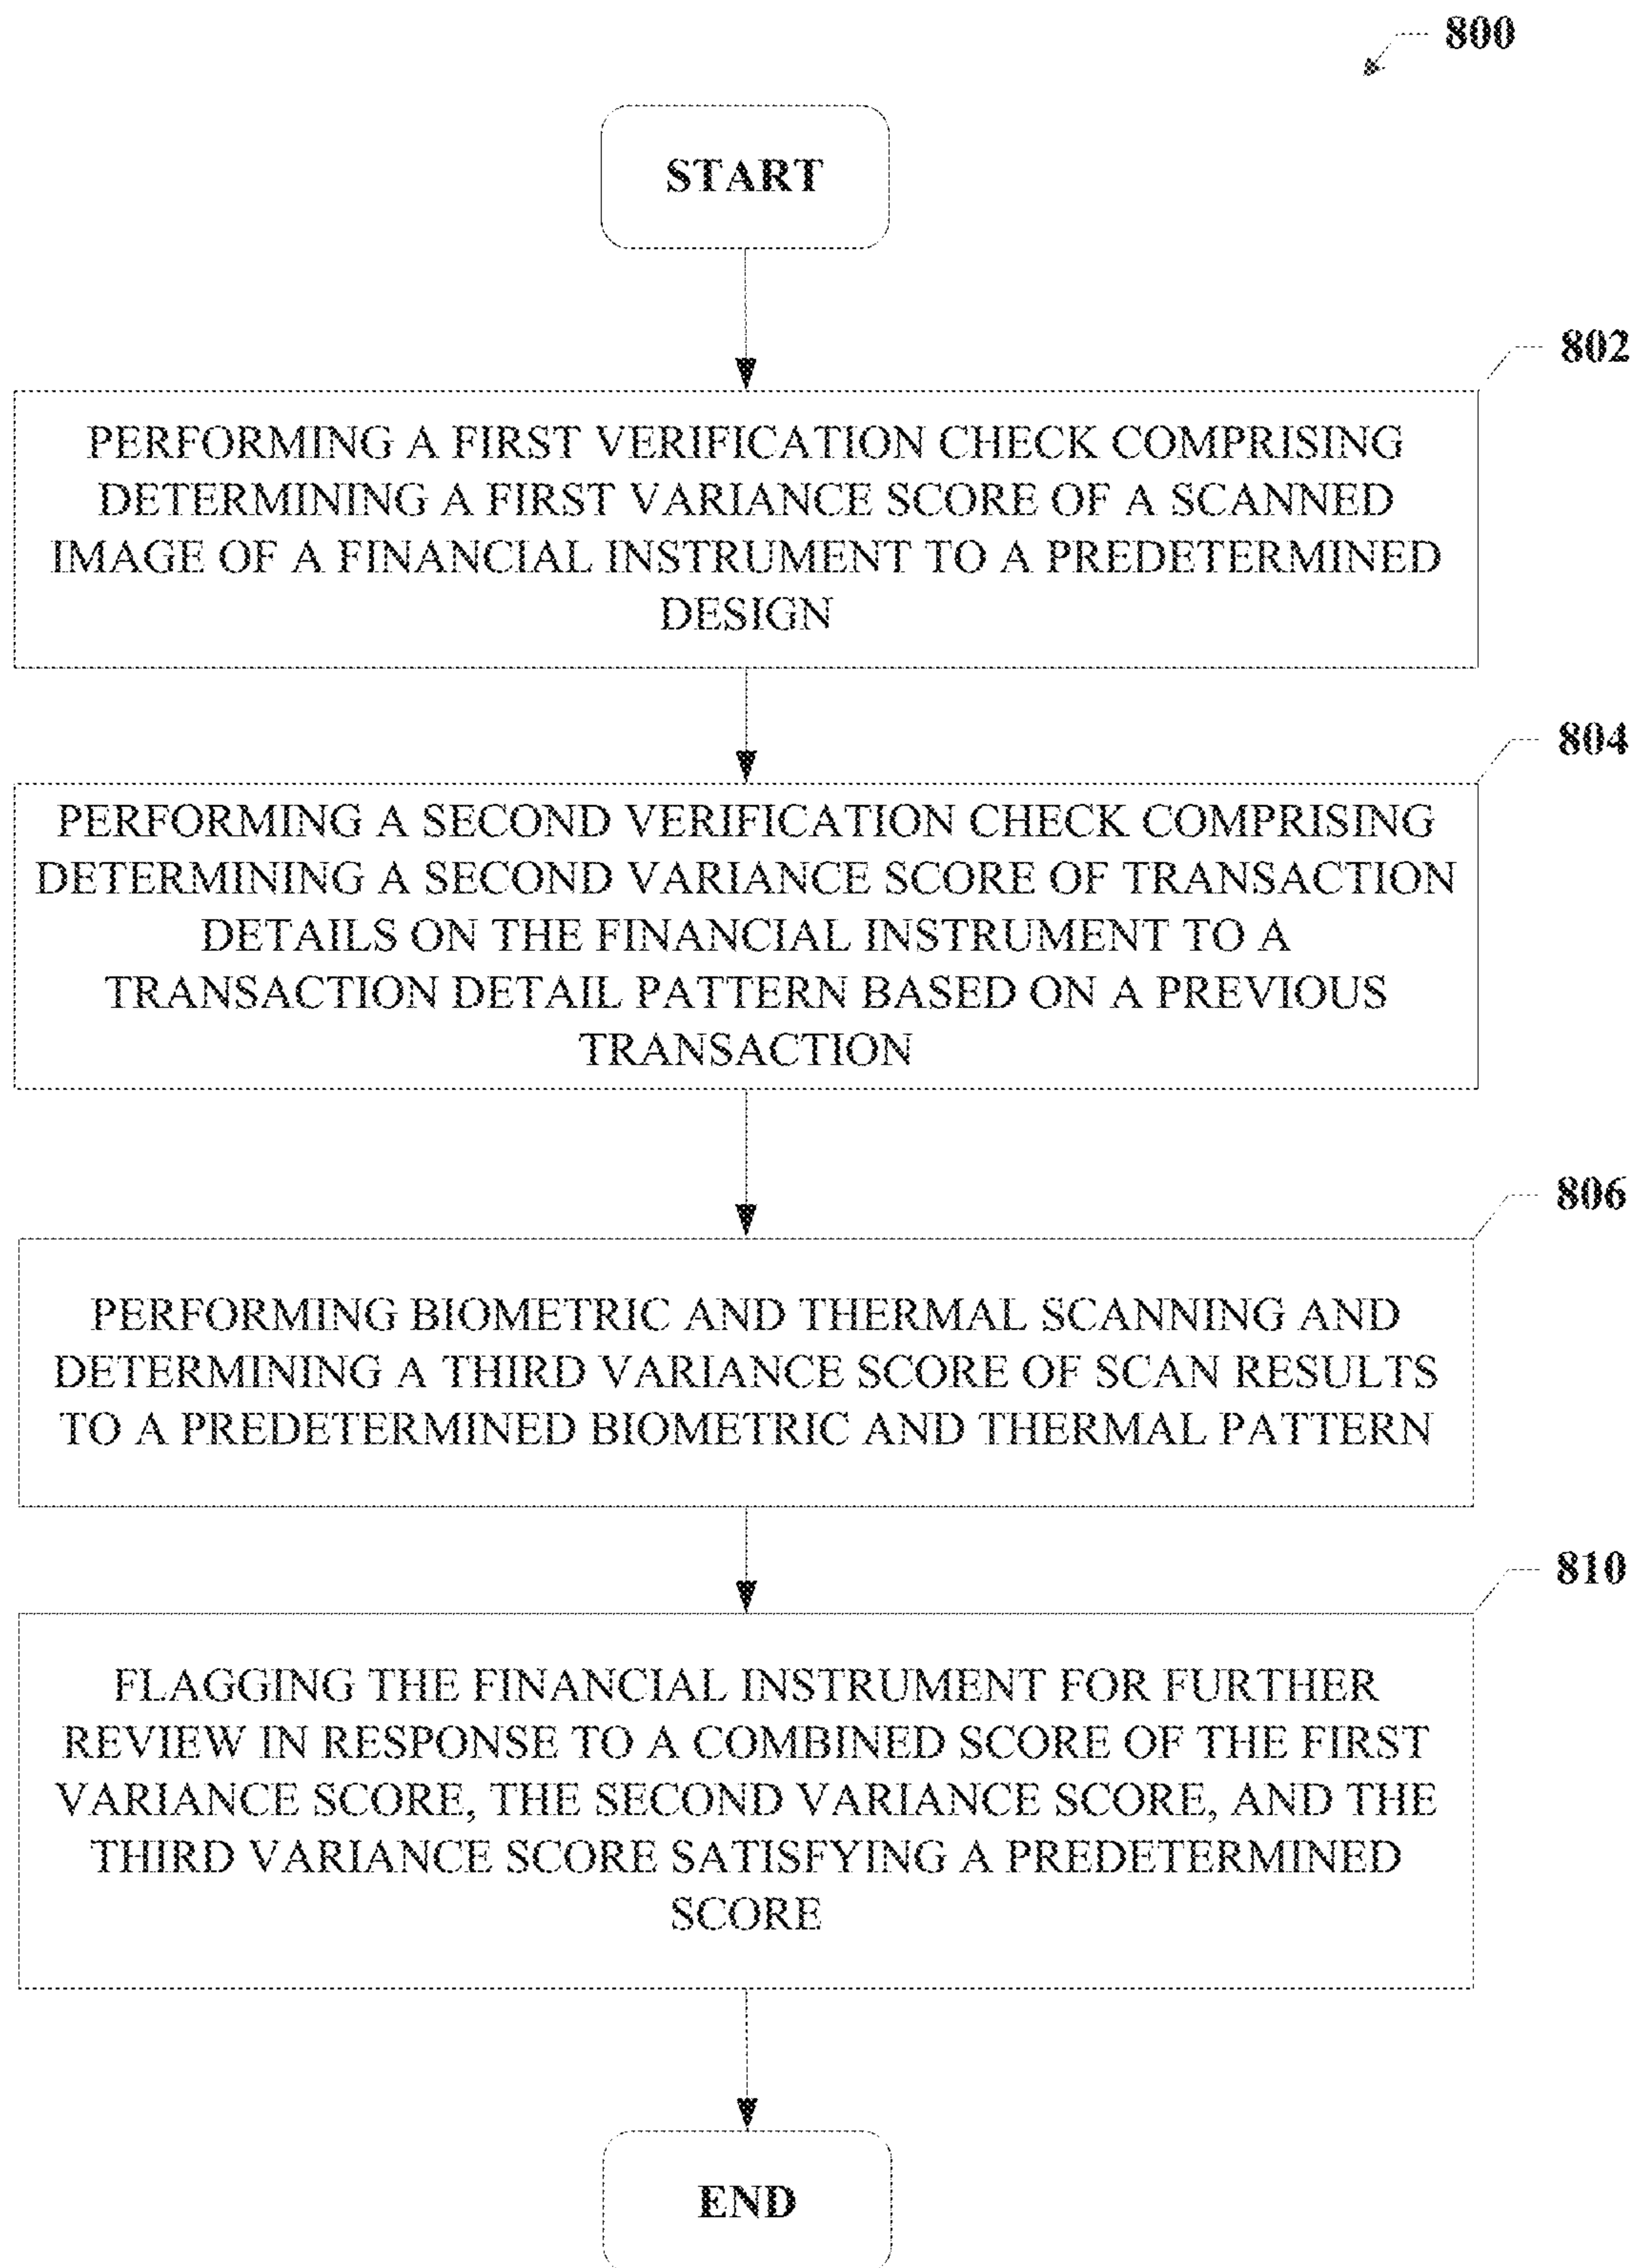 800
START
802
PERFORMING A FIRST VERIFICATION CHECK COMPRISING
DETERMINING A FIRST VARIANCE SCORE OF A SCANNED
IMAGE OF A FINANCIAL INSTRUMENT TO A PREDETERMINED
DESIGN
804
PERFORMING A SECOND VERIFICATION CHECK COMPRISING
DETERMINING A SECOND VARIANCE SCORE OF TRANSACTION
DETAILS ON THE FINANCIAL INSTRUMENT TO A
TRANSACTION DETAIL PATTERN BASED ON A PREVIOUS
TRANSACTION
806
PERFORMING BIOMETRIC AND THERMAL SCANNING AND
DETERMINING A THIRD VARIANCE SCORE OF SCAN RESULTS
TO A PREDETERMINED BIOMETRIC AND THERMAL PATTERN
810
FLAGGING THE FINANCIAL INSTRUMENT FOR FURTHER
REVIEW IN RESPONSE TO A COMBINED SCORE OF THE FIRST
VARIANCE SCORE, THE SECOND VARIANCE SCORE, AND THE
THIRD VARIANCE SCORE SATISFYING A PREDETERMINED
SCORE
END